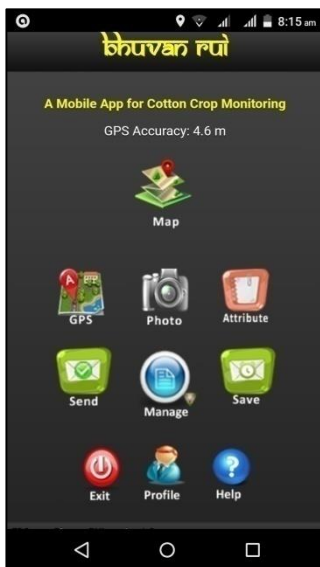 8:15 am
bhuvan rui
A Mobile App for Cotton Crop Monitoring
GPS Accuracy: 4.6 m
Map
GPS Photo Attribute
Send Manage Save
Exit Profile Help